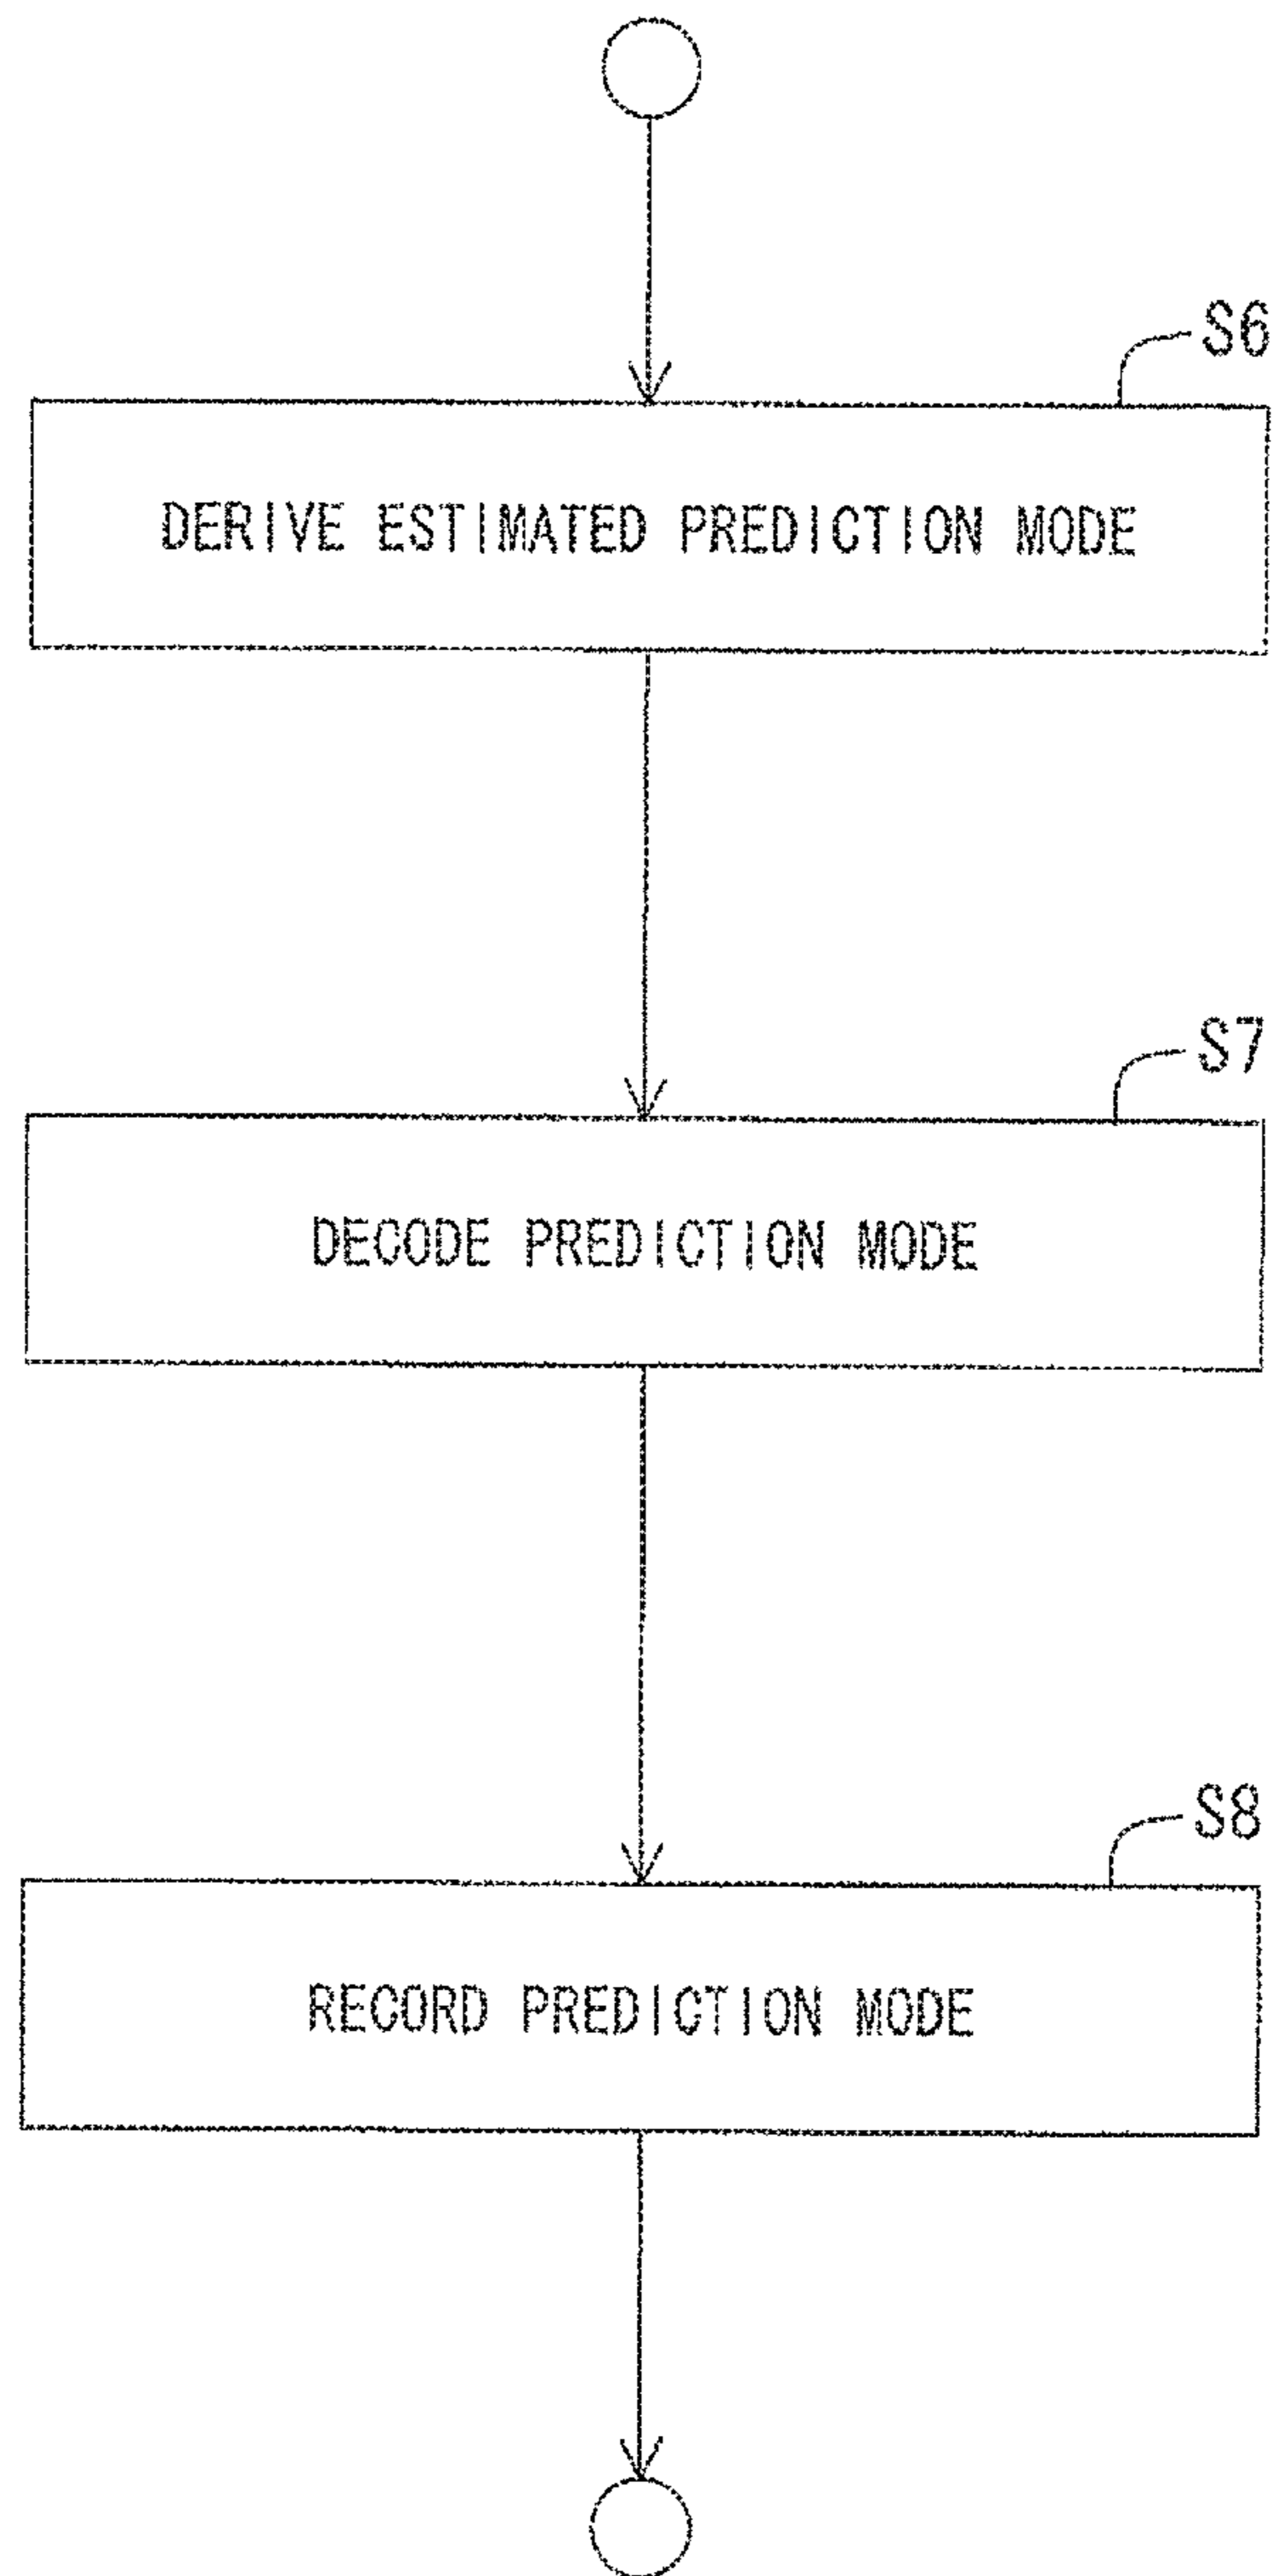 S6
DERIVE ESTIMATED PREDICTION MODE
S7
DECODE PREDICTION MODE
S8
RECORD PREDICTION MODE